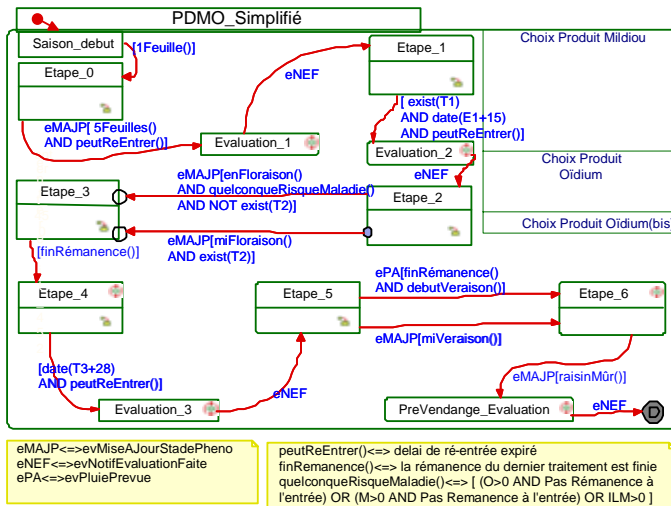 PDMO_Simplifié
Saison_debut
[1Feuille()]
Etape_0
eMAJP[ 5Feuilles()
AND peutReEntrer()]
Evaluation_1
eNEF
Etape_1
[ exist(T1)
AND date(E1+15)
AND peutReEntrer()]
Evaluation_2
eNEF
Etape_2
Choix Produit Mildiou
Choix Produit
Oïdium
Choix Produit Oïdium(bis
eMAJP[enFloraison()
AND quelconqueRisqueMaladie()
AND NOT exist(T2)]
Etape_3
eMAJP[miFloraison()
AND exist(T2)]
[finRémanence()]
Etape_4
[date(T3+28)
AND peutReEntrer()]
Evaluation_3
eNEF
Etape_5
ePA[finRémanence()
AND debutVeraison()]
eMAJP[miVeraison()]
Etape_6
eMAJP[raisinMûr()]
PreVendange_Evaluation
eNEF
D
eMAJP<=>evMiseAJourStadePheno
eNEF<=>evNotifEvaluationFaite
ePA<=>evPluiePrevue
peutReEntrer()<=> delai de ré-entrée expiré
finRemanence()<=> la rémanence du dernier traitement est finie
quelconqueRisqueMaladie()<=> [ (O>0 AND Pas Rémanence à
l'entrée) OR (M>0 AND Pas Remanence à l'entrée) OR ILM>0 ]